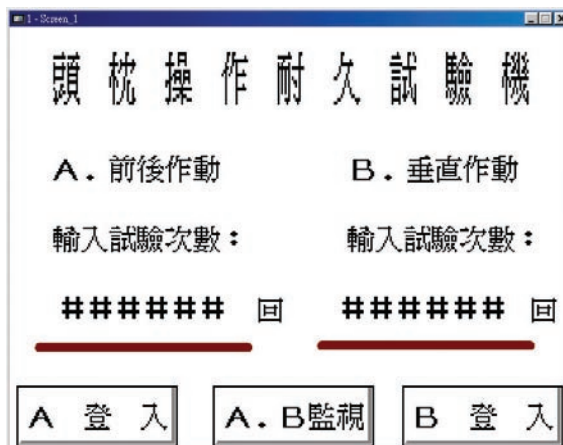 1 - Screen_1
頭枕操作耐久試驗機
A. 前後作動 B. 垂直作動
輸入試驗次數： 輸入試驗次數：
###### 回 ###### 回
A 登 入 A. B監視 B 登 入